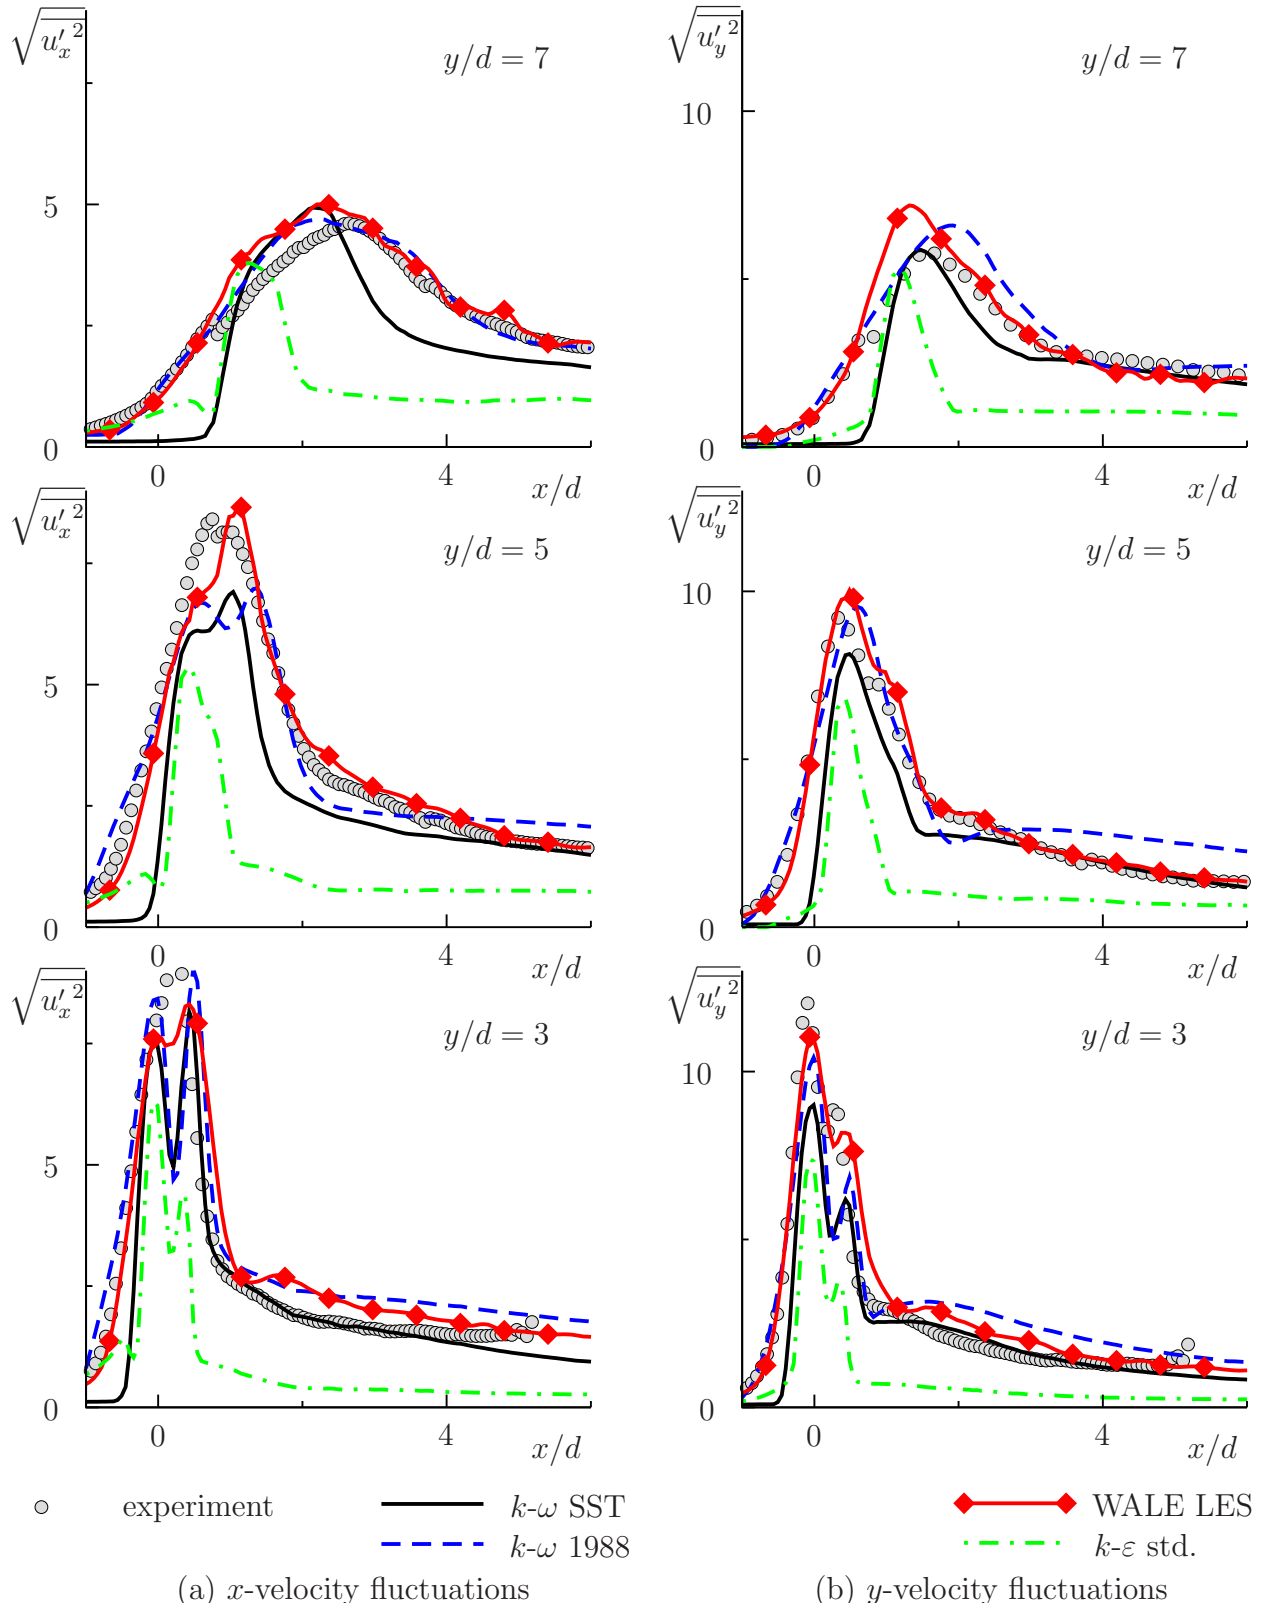 √u′x² √u′y²
y/d = 7 y/d = 7
10
5
0 0
0 4 x/d 0 4 x/d
√u′x² √u′y²
y/d = 5 y/d = 5
10
5
0 0
0 4 x/d 0 4 x/d
√u′x² √u′y²
y/d = 3 y/d = 3
10
5
0 0
0 4 x/d 0 4 x/d
experiment k-ω SST WALE LES
k-ω 1988 k-ε std.
(a) x-velocity fluctuations (b) y-velocity fluctuations